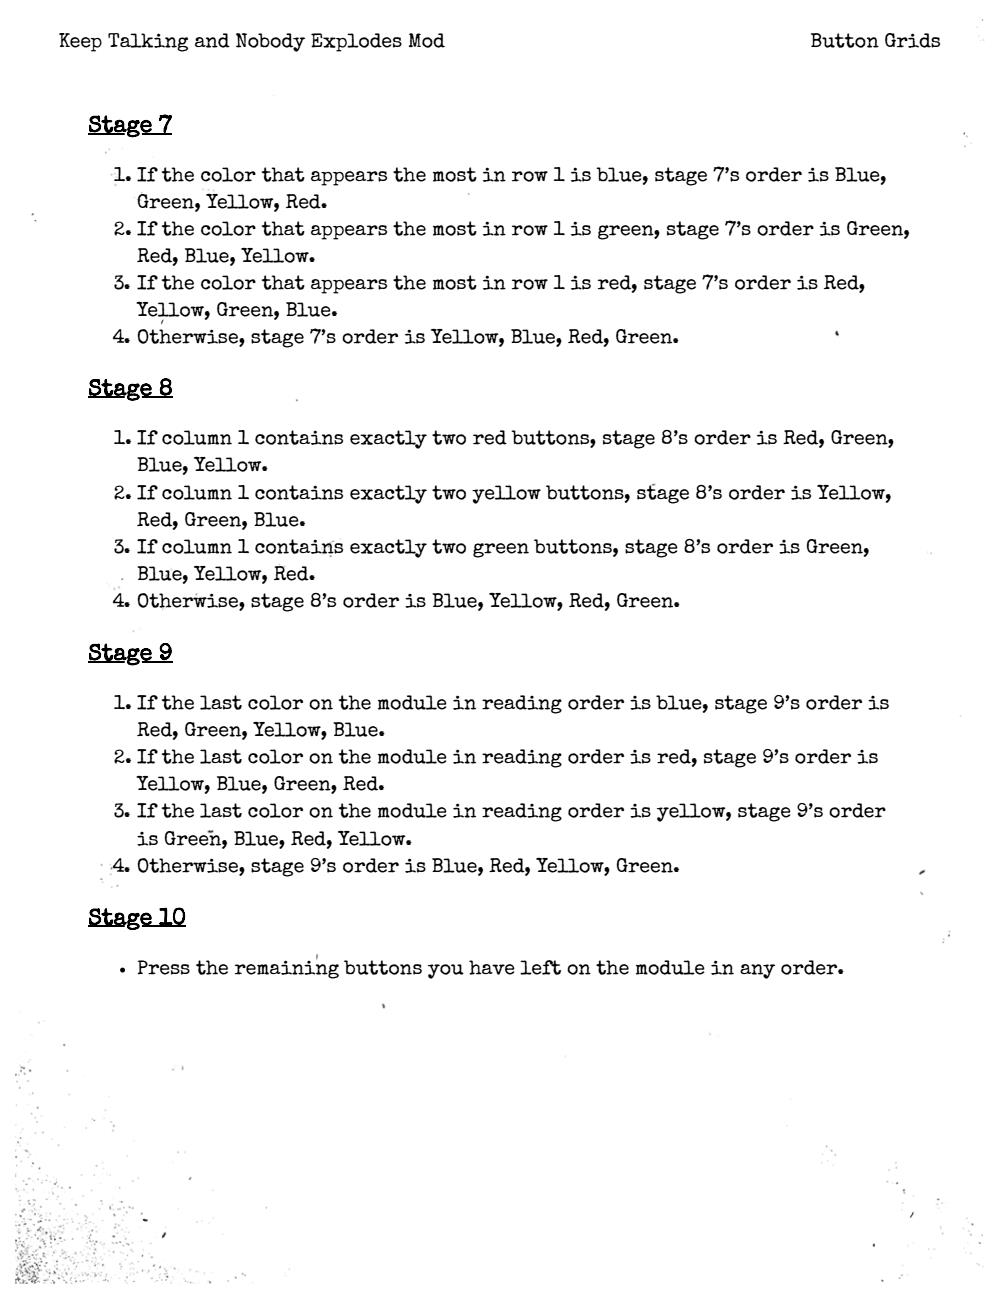 Keep Talking and Nobody Explodes Mod
Button Grids
Stage 7
1. If the color that appears the most in row 1 is blue, stage 7's order is Blue,
Green, Yellow, Red.
2. If the color that appears the most in row 1 is green, stage 7's order is Green,
Red, Blue, Yellow.
3. If the color that appears the most in row 1 is red, stage 7's order is Red,
Yellow, Green, Blue.
4. Otherwise, stage 7's order is Yellow, Blue, Red, Green.
Stage 8
1. If column 1 contains exactly two red buttons, stage 8's order is Red, Green,
Blue, Yellow.
2. If column 1 contains exactly two yellow buttons, stage 8's order is Yellow,
Red, Green, Blue.
3. If column 1 contains exactly two green buttons, stage 8's order is Green,
Blue, Yellow, Red.
4. Otherwise, stage 8's order is Blue, Yellow, Red, Green.
Stage 9
1. If the last color on the module in reading order is blue, stage 9's order is
Red, Green, Yellow, Blue.
2. If the last color on the module in reading order is red, stage 9's order is
Yellow, Blue, Green, Red.
3. If the last color on the module in reading order is yellow, stage 9's order
is Green, Blue, Red, Yellow.
4. Otherwise, stage 9's order is Blue, Red, Yellow, Green.
Stage 10
• Press the remaining buttons you have left on the module in any order.